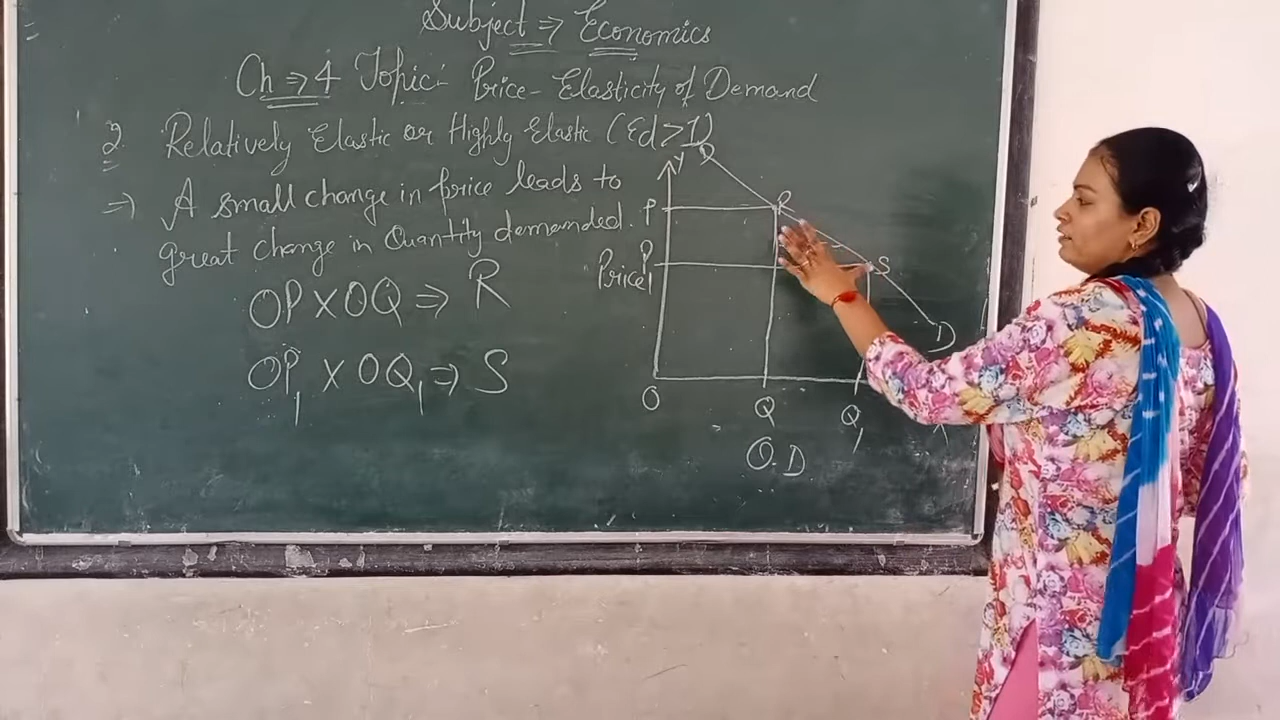 Subject ⇒ Economics
Ch ⇒ 4 Topic:- Price - Elasticity of Demand
2 Relatively Elastic or Highly Elastic (Ed>1)
⇒ A small change in price leads to
great change in Quantity demanded.
OP X OQ ⇒ R
OP1 X OQ1 ⇒ S
Y D
P R
P1 S
Price
D
O Q Q1 X
Q.D